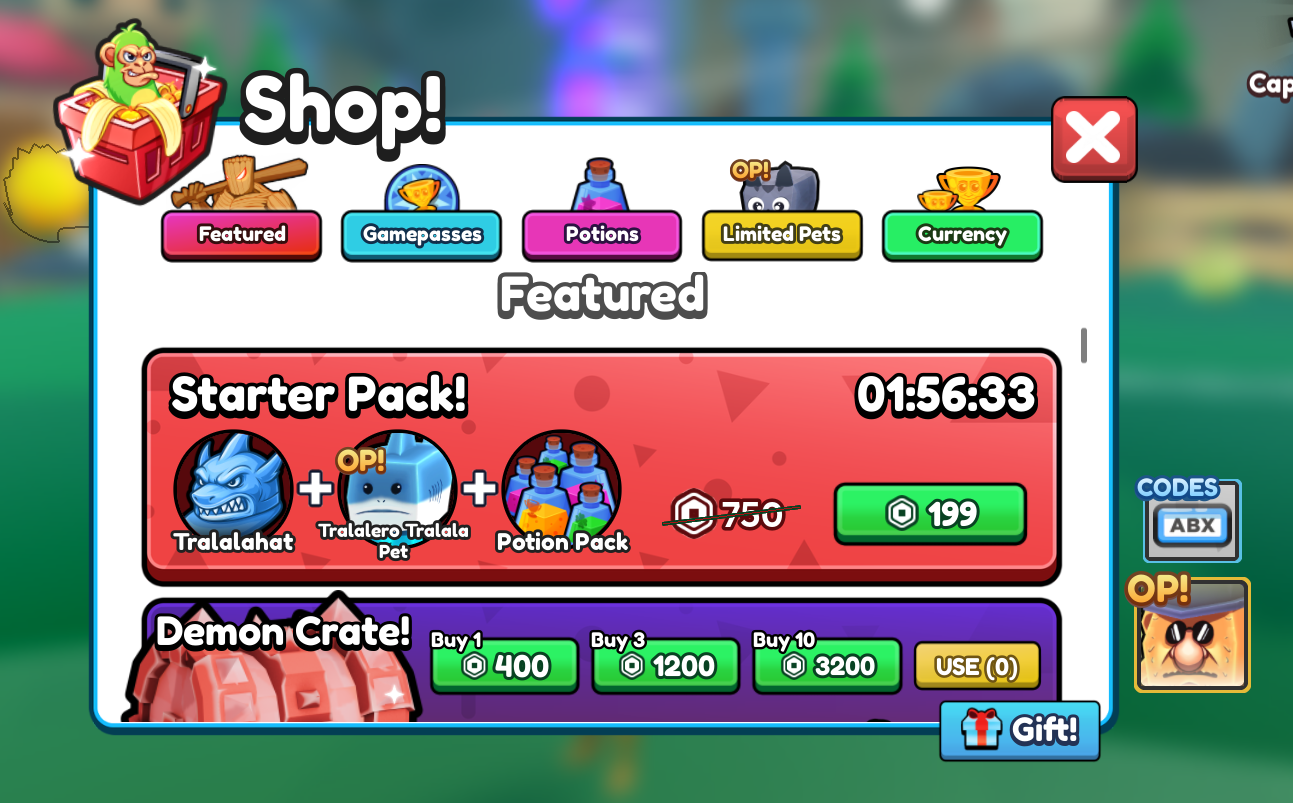 Shop!
Cap
OP!
Featured
Gamepasses
Potions
Limited Pets
Currency
Featured
Starter Pack!
01:56:33
OP!
Tralalahat
+
Tralalero Tralala
Pet
+
Potion Pack
750
199
CODES
ABX
OP!
Demon Crate!
Buy 1
400
Buy 3
1200
Buy 10
3200
USE (0)
Gift!